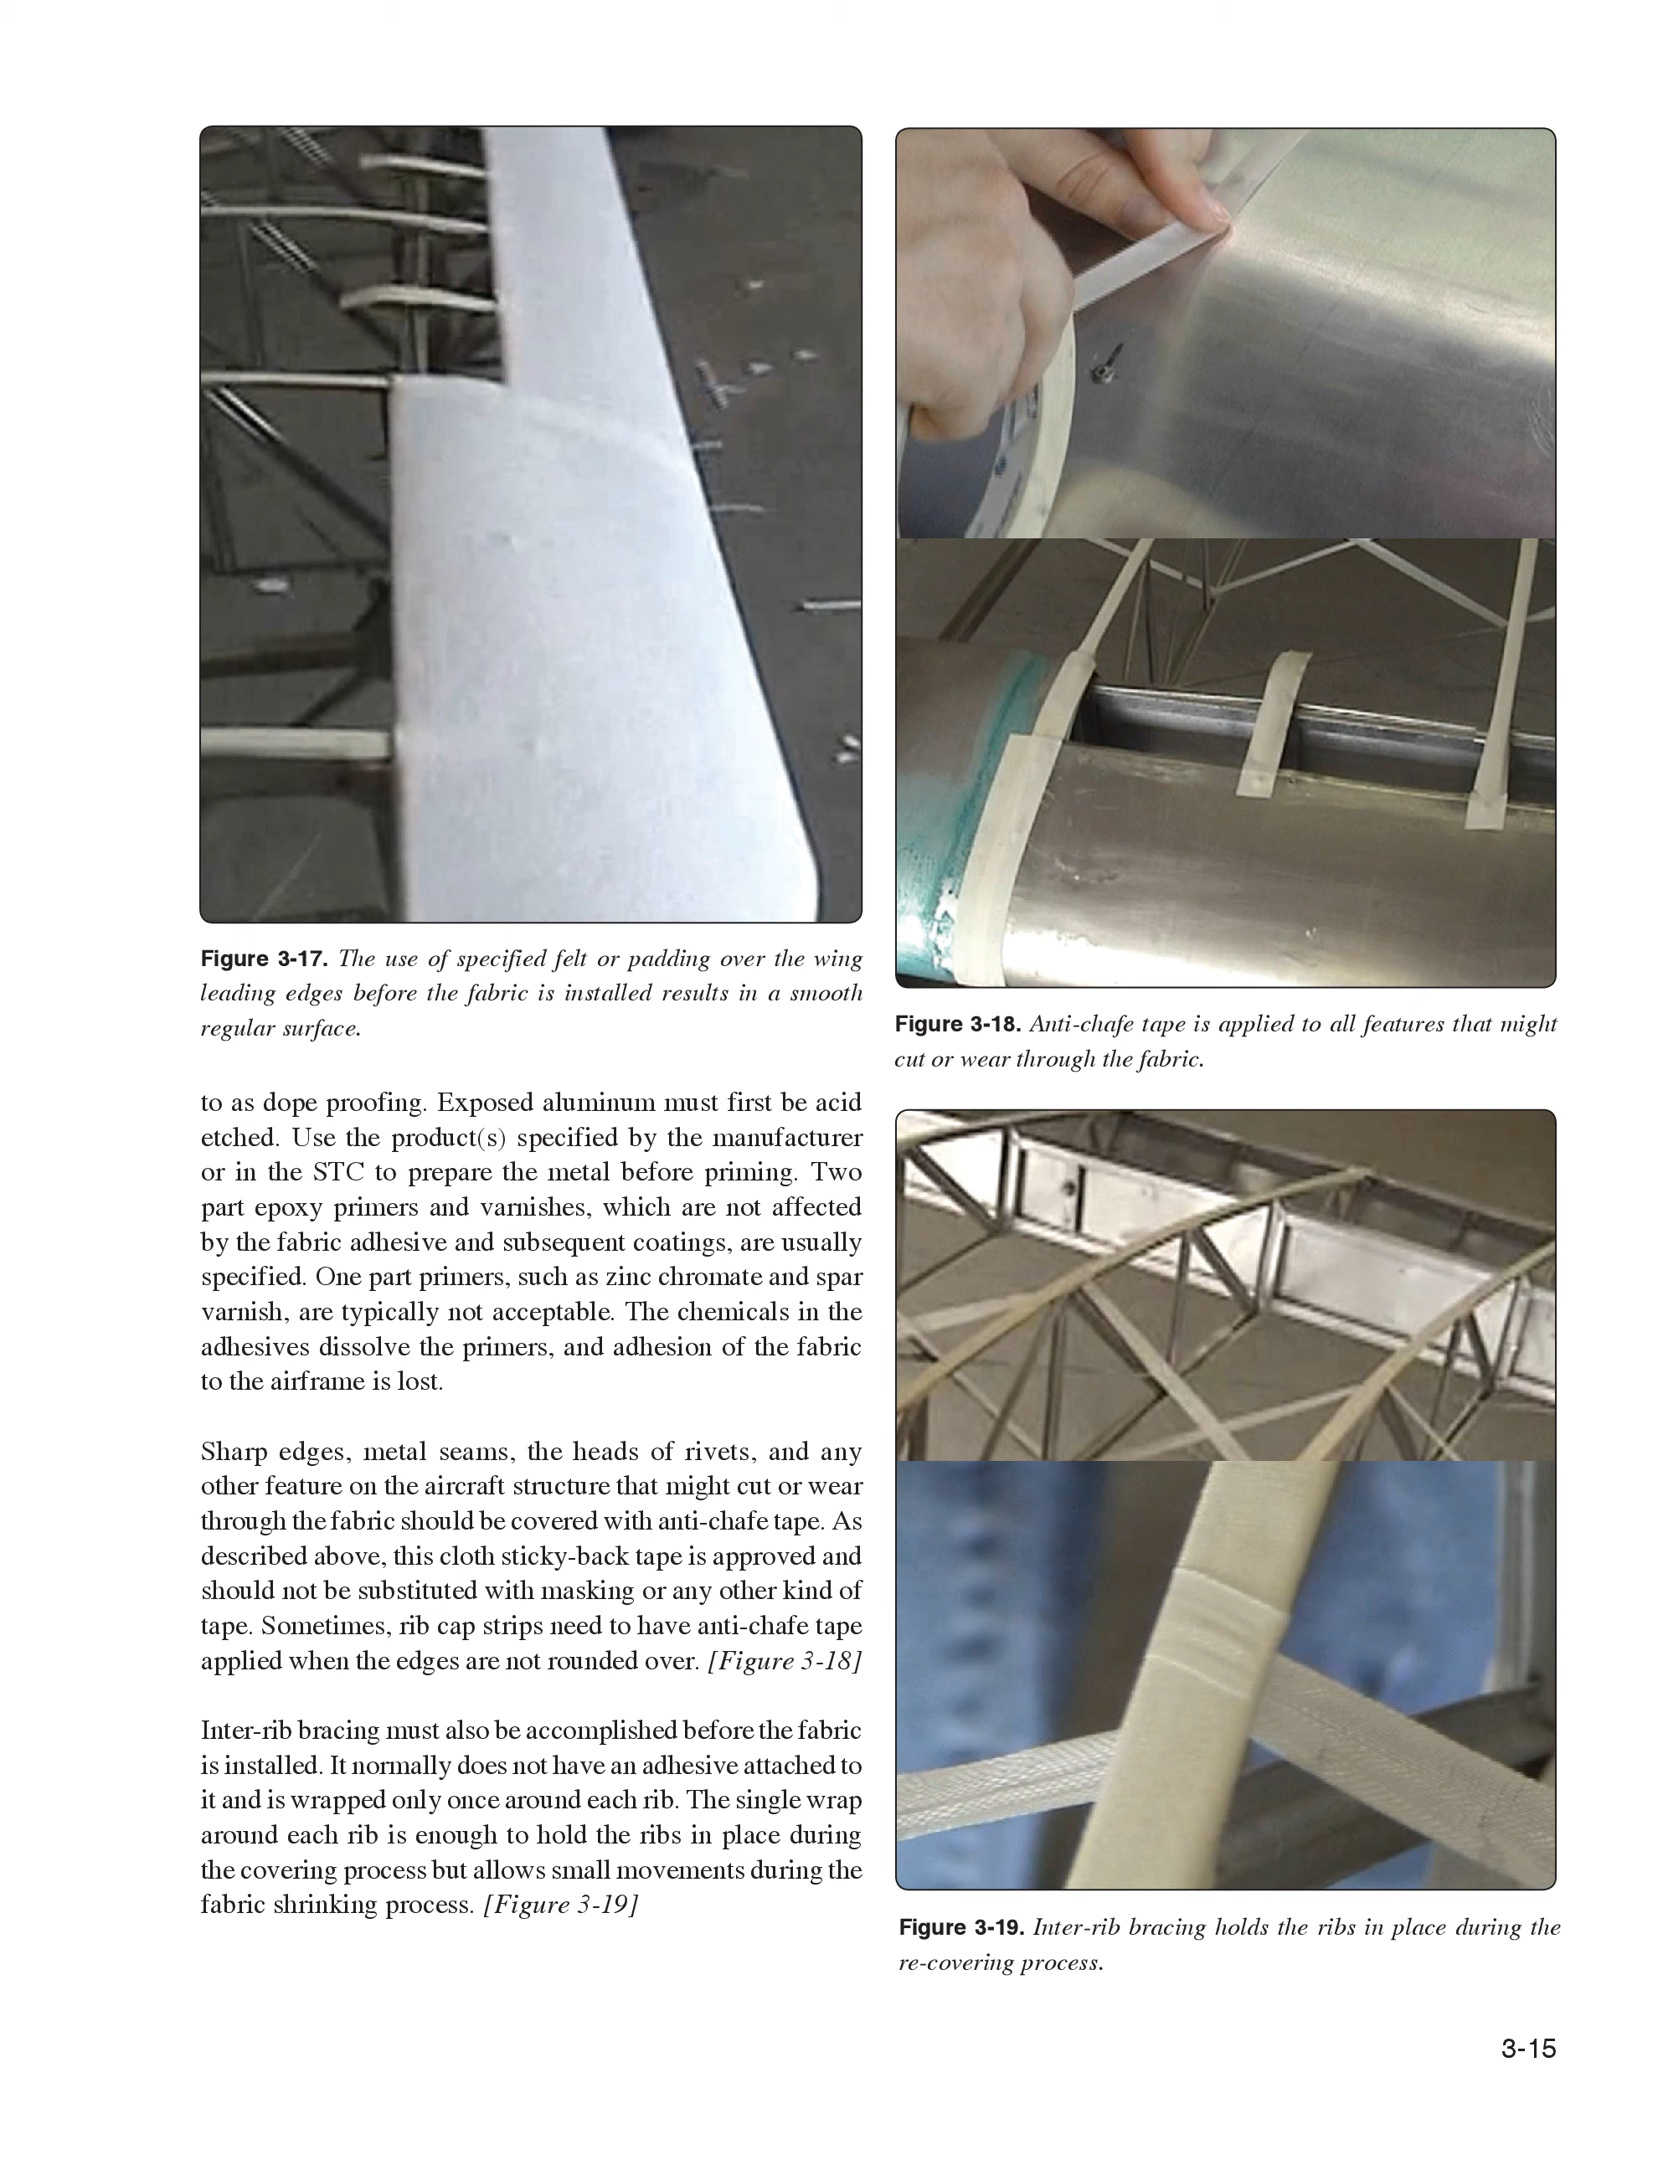 Figure 3-17. The use of specified felt or padding over the wing
leading edges before the fabric is installed results in a smooth
regular surface.
to as dope proofing. Exposed aluminum must first be acid
etched. Use the product(s) specified by the manufacturer
or in the STC to prepare the metal before priming. Two
part epoxy primers and varnishes, which are not affected
by the fabric adhesive and subsequent coatings, are usually
specified. One part primers, such as zinc chromate and spar
varnish, are typically not acceptable. The chemicals in the
adhesives dissolve the primers, and adhesion of the fabric
to the airframe is lost.
Sharp edges, metal seams, the heads of rivets, and any
other feature on the aircraft structure that might cut or wear
through the fabric should be covered with anti-chafe tape. As
described above, this cloth sticky-back tape is approved and
should not be substituted with masking or any other kind of
tape. Sometimes, rib cap strips need to have anti-chafe tape
applied when the edges are not rounded over. [Figure 3-18]
Inter-rib bracing must also be accomplished before the fabric
is installed. It normally does not have an adhesive attached to
it and is wrapped only once around each rib. The single wrap
around each rib is enough to hold the ribs in place during
the covering process but allows small movements during the
fabric shrinking process. [Figure 3-19]
Figure 3-18. Anti-chafe tape is applied to all features that might
cut or wear through the fabric.
Figure 3-19. Inter-rib bracing holds the ribs in place during the
re-covering process.
3-15